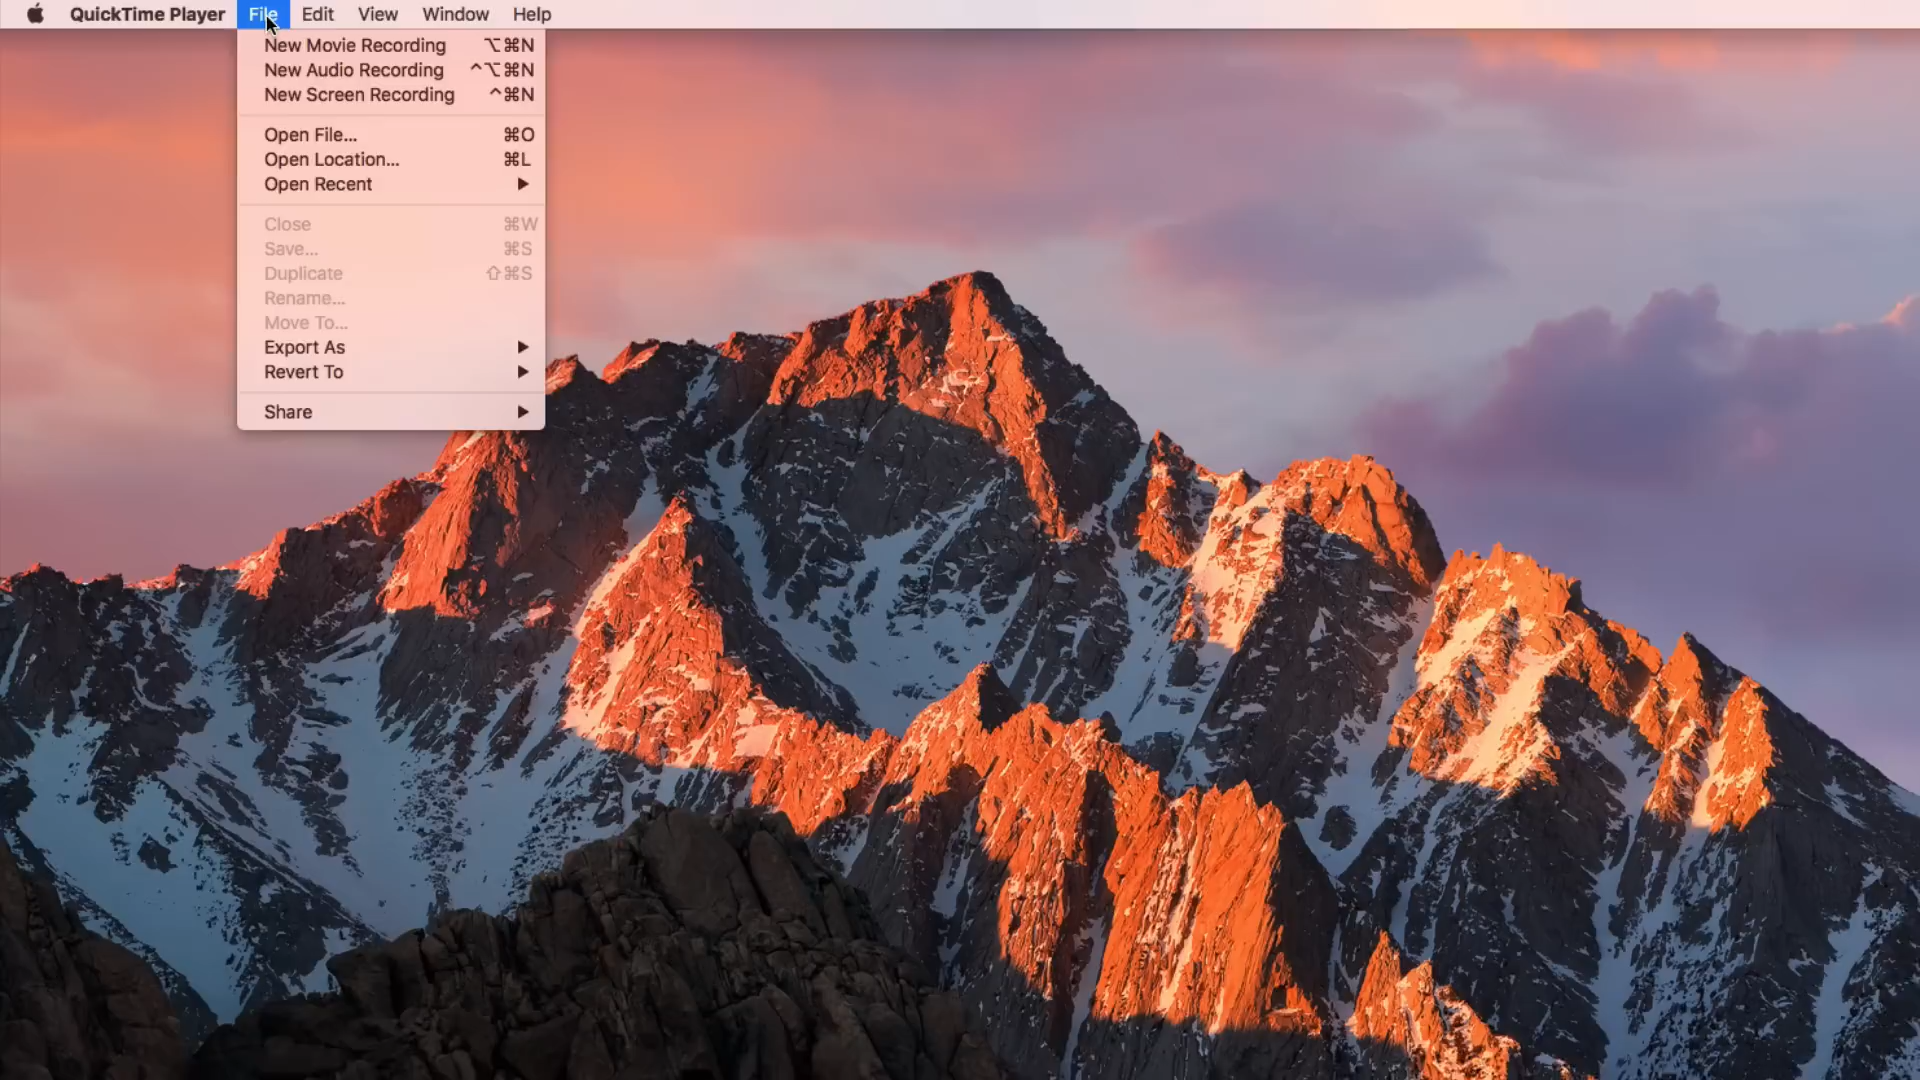 QuickTime Player File Edit View Window Help
New Movie Recording ⌥⌘N
New Audio Recording ^⌥⌘N
New Screen Recording ^⌘N
Open File... ⌘O
Open Location... ⌘L
Open Recent
Close ⌘W
Save... ⌘S
Duplicate ⇧⌘S
Rename...
Move To...
Export As
Revert To
Share